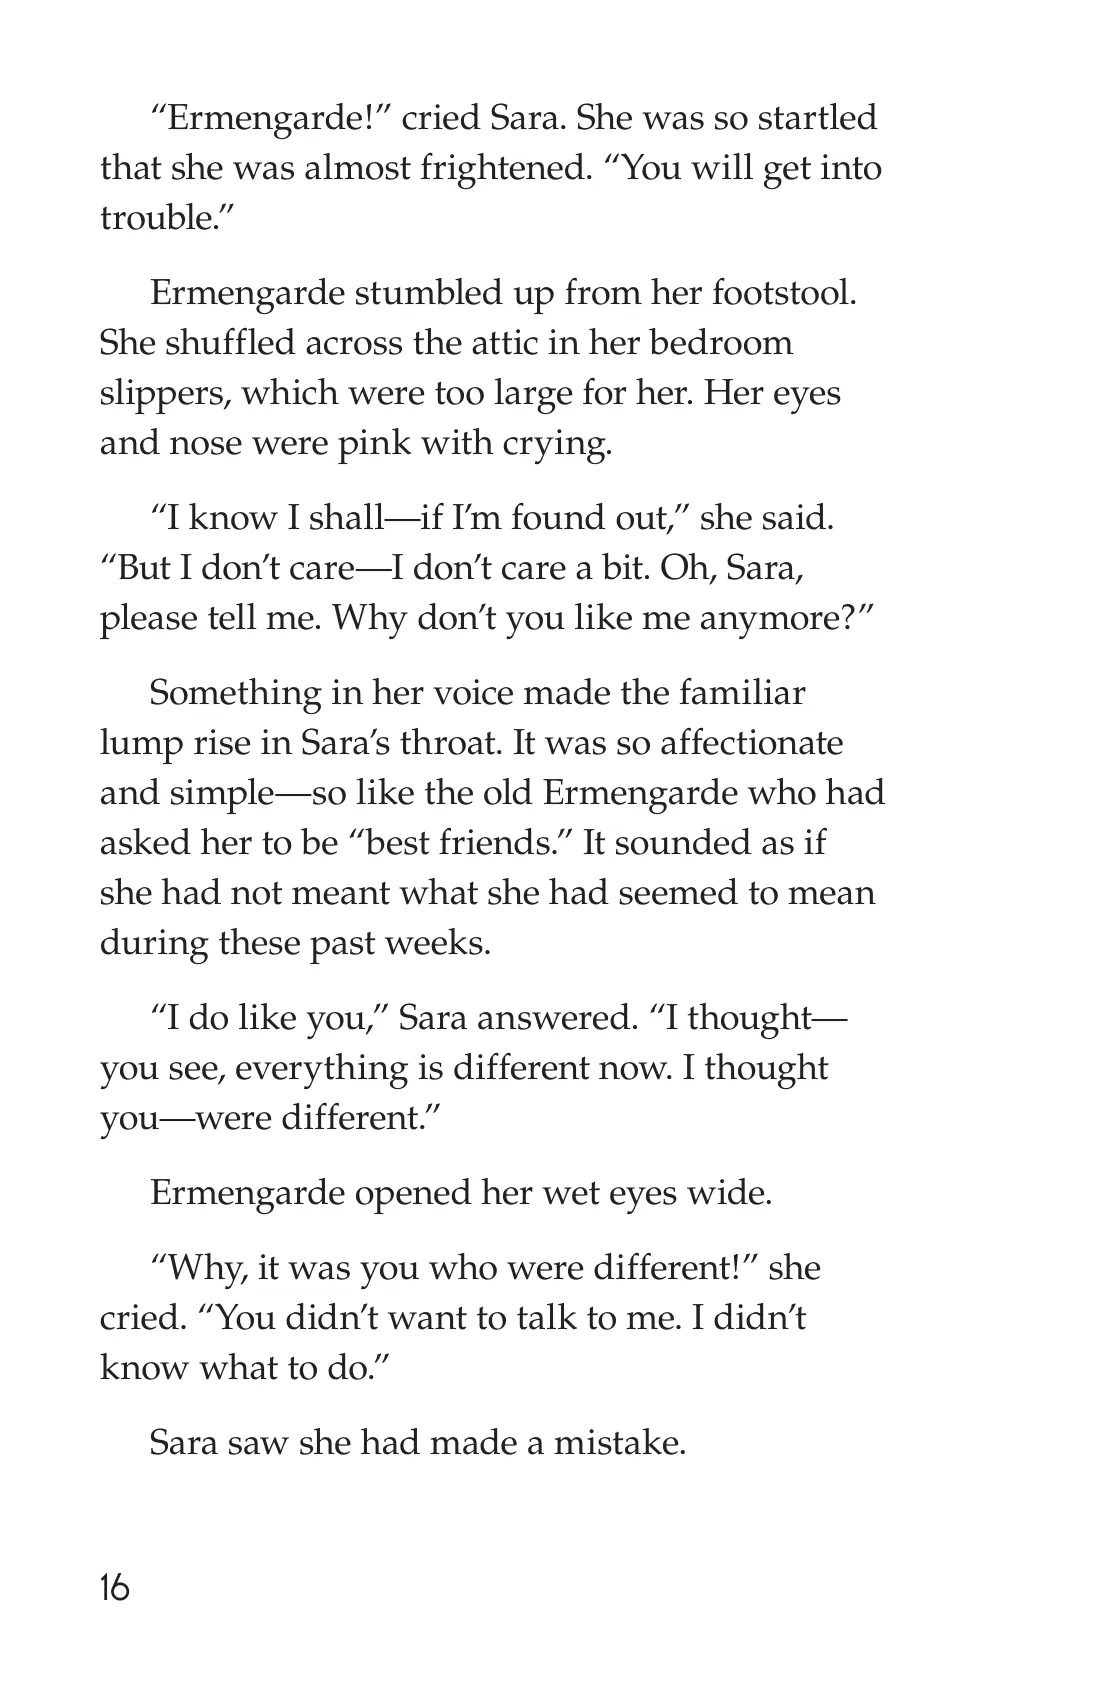 “Ermengarde!” cried Sara. She was so startled
that she was almost frightened. “You will get into
trouble.”
Ermengarde stumbled up from her footstool.
She shuffled across the attic in her bedroom
slippers, which were too large for her. Her eyes
and nose were pink with crying.
“I know I shall—if I’m found out,” she said.
“But I don’t care—I don’t care a bit. Oh, Sara,
please tell me. Why don’t you like me anymore?”
Something in her voice made the familiar
lump rise in Sara’s throat. It was so affectionate
and simple—so like the old Ermengarde who had
asked her to be “best friends.” It sounded as if
she had not meant what she had seemed to mean
during these past weeks.
“I do like you,” Sara answered. “I thought—
you see, everything is different now. I thought
you—were different.”
Ermengarde opened her wet eyes wide.
“Why, it was you who were different!” she
cried. “You didn’t want to talk to me. I didn’t
know what to do.”
Sara saw she had made a mistake.
16